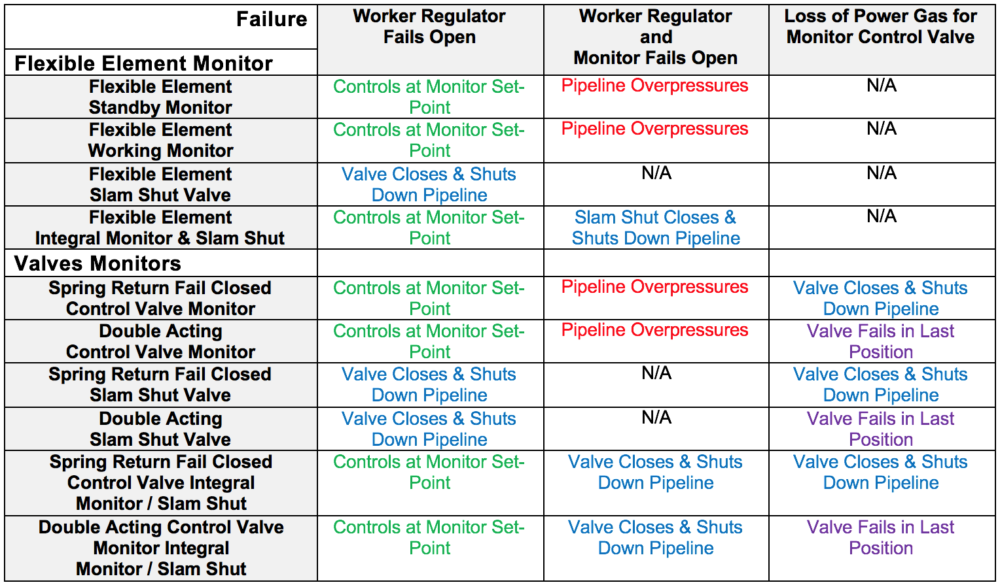 Failure
Worker Regulator
Fails Open
Worker Regulator
and
Monitor Fails Open
Loss of Power Gas for
Monitor Control Valve
Flexible Element Monitor
Flexible Element
Standby Monitor
Controls at Monitor Set-
Point
Pipeline Overpressures
N/A
Flexible Element
Working Monitor
Controls at Monitor Set-
Point
Pipeline Overpressures
N/A
Flexible Element
Slam Shut Valve
Valve Closes & Shuts
Down Pipeline
N/A
N/A
Flexible Element
Integral Monitor & Slam Shut
Controls at Monitor Set-
Point
Slam Shut Closes &
Shuts Down Pipeline
N/A
Valves Monitors
Spring Return Fail Closed
Control Valve Monitor
Controls at Monitor Set-
Point
Pipeline Overpressures
Valve Closes & Shuts
Down Pipeline
Double Acting
Control Valve Monitor
Controls at Monitor Set-
Point
Pipeline Overpressures
Valve Fails in Last
Position
Spring Return Fail Closed
Slam Shut Valve
Valve Closes & Shuts
Down Pipeline
N/A
Valve Closes & Shuts
Down Pipeline
Double Acting
Slam Shut Valve
Valve Closes & Shuts
Down Pipeline
N/A
Valve Fails in Last
Position
Spring Return Fail Closed
Control Valve Integral
Monitor / Slam Shut
Controls at Monitor Set-
Point
Valve Closes & Shuts
Down Pipeline
Valve Closes & Shuts
Down Pipeline
Double Acting Control Valve
Monitor Integral
Monitor / Slam Shut
Controls at Monitor Set-
Point
Valve Closes & Shuts
Down Pipeline
Valve Fails in Last
Position